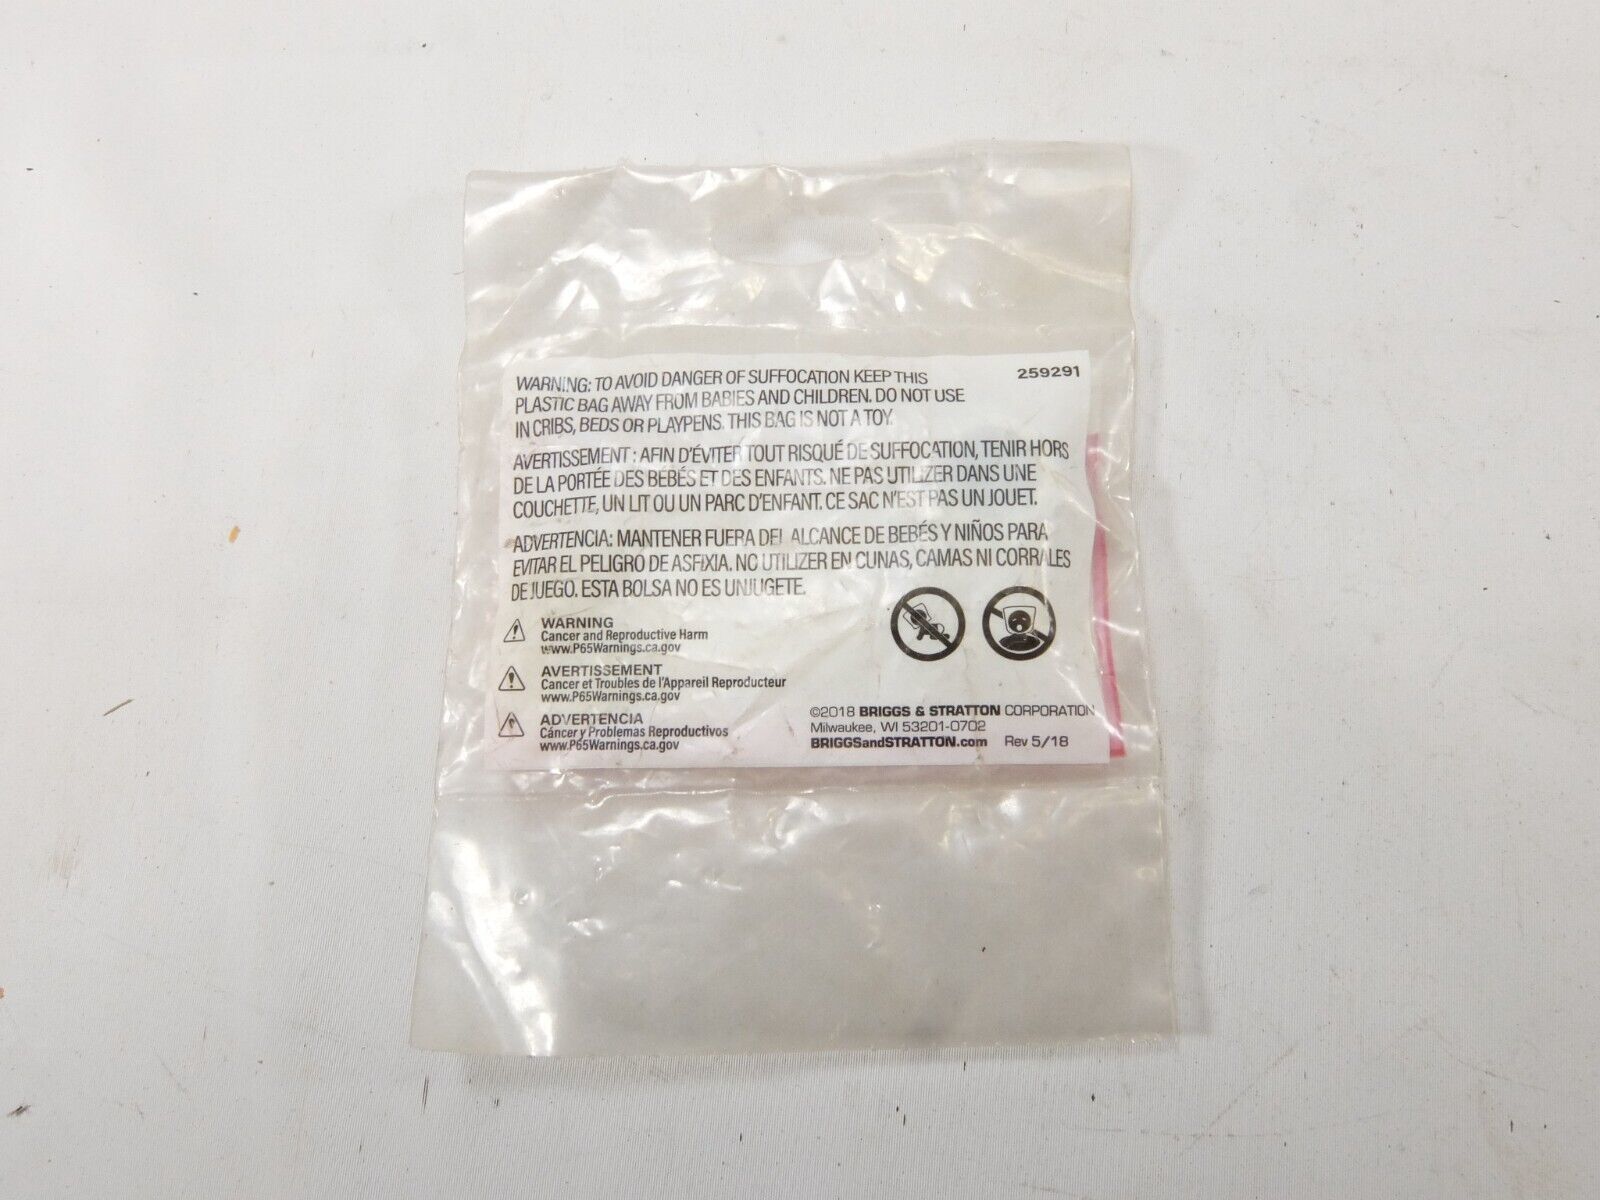 WARNING: TO AVOID DANGER OF SUFFOCATION KEEP THIS
259291
PLASTIC BAG AWAY FROM BABIES AND CHILDREN. DO NOT USE
IN CRIBS, BEDS OR PLAYPENS. THIS BAG IS NOT A TOY.
AVERTISSEMENT : AFIN D'ÉVITER TOUT RISQUÉ DE SUFFOCATION, TENIR HORS
DE LA PORTÉE DES BÉBÉS ET DES ENFANTS. NE PAS UTILIZER DANS UNE
COUCHETTE, UN LIT OU UN PARC D'ENFANT. CE SAC N'EST PAS UN JOUET.
ADVERTENCIA: MANTENER FUERA DEL ALCANCE DE BEBÉS Y NIÑOS PARA
EVITAR EL PELIGRO DE ASFIXIA. NO UTILIZER EN CUNAS, CAMAS NI CORRALES
DE JUEGO. ESTA BOLSA NO ES UN JUGETE.
WARNING
Cancer and Reproductive Harm
www.P65Warnings.ca.gov
AVERTISSEMENT
Cancer et Troubles de l'Appareil Reproducteur
www.P65Warnings.ca.gov
ADVERTENCIA
Cáncer y Problemas Reproductivos
www.P65Warnings.ca.gov
©2018 BRIGGS & STRATTON CORPORATION
Milwaukee, WI 53201-0702
BRIGGSandSTRATTON.com Rev 5/18